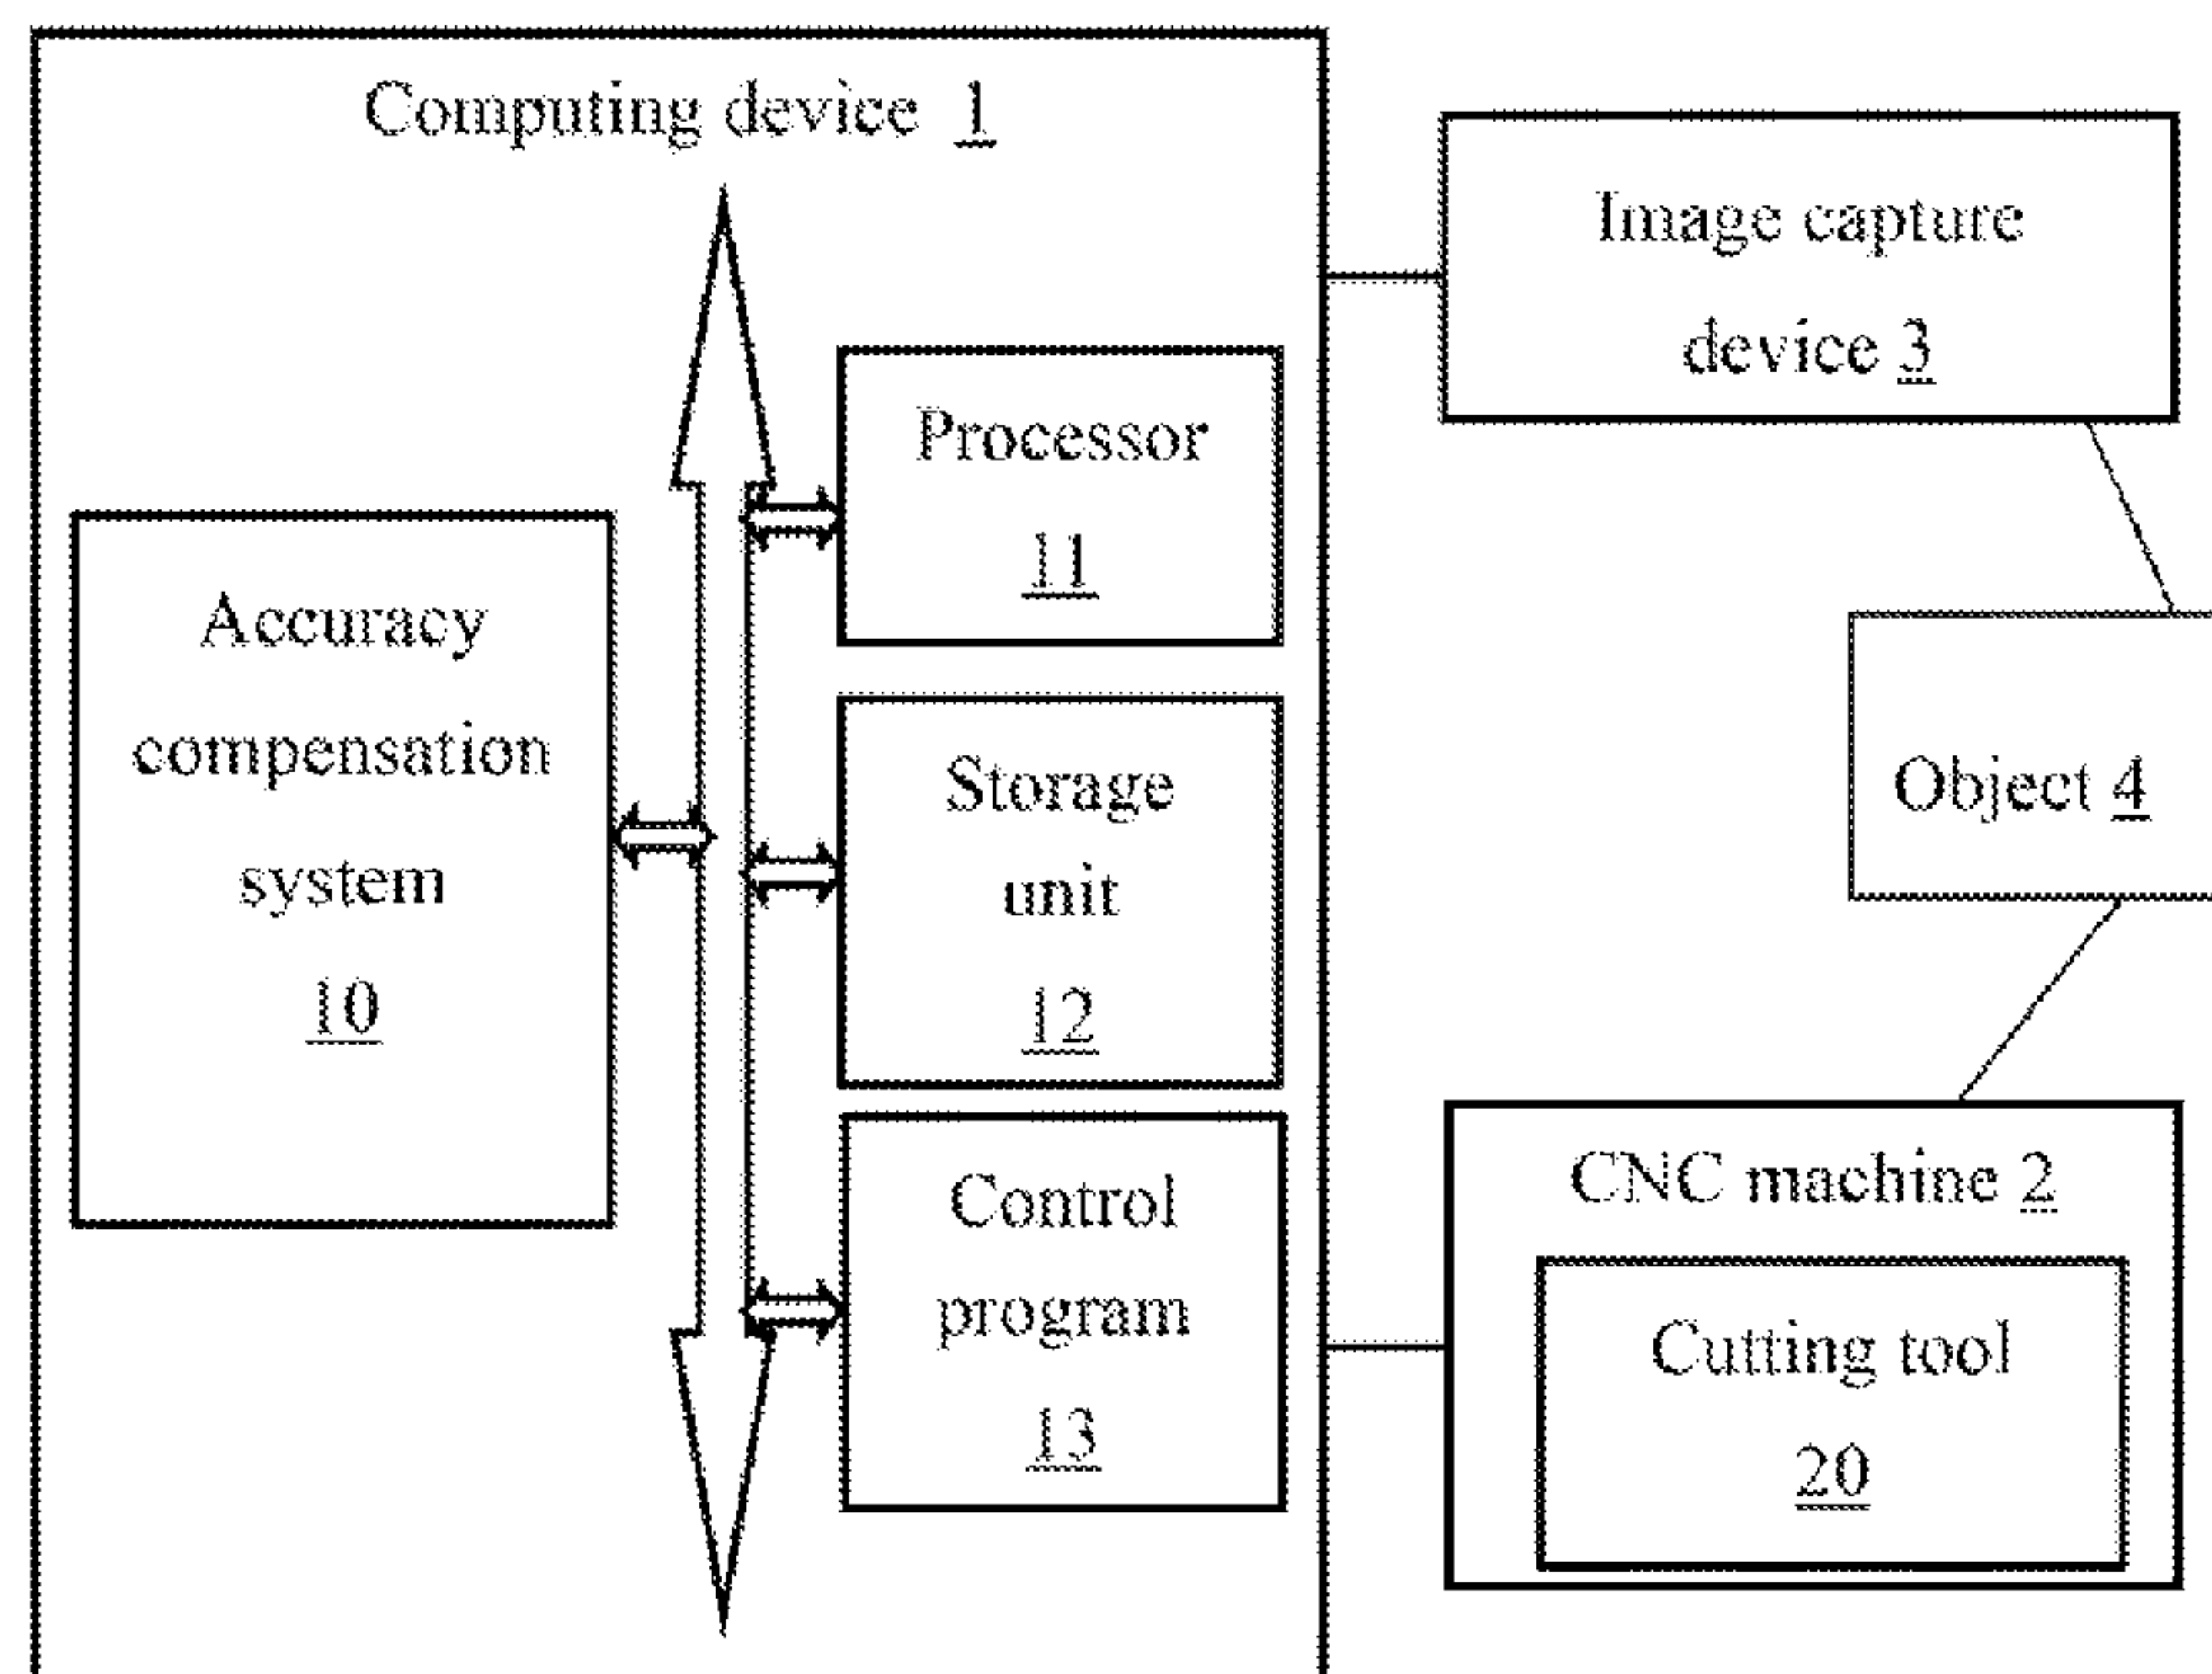 Computing device 1
Image capture
device 3
Processor
11
Accuracy
compensation
system
10
Storage
unit
12
Object 4
Control
program
13
CNC machine 2
Cutting tool
20